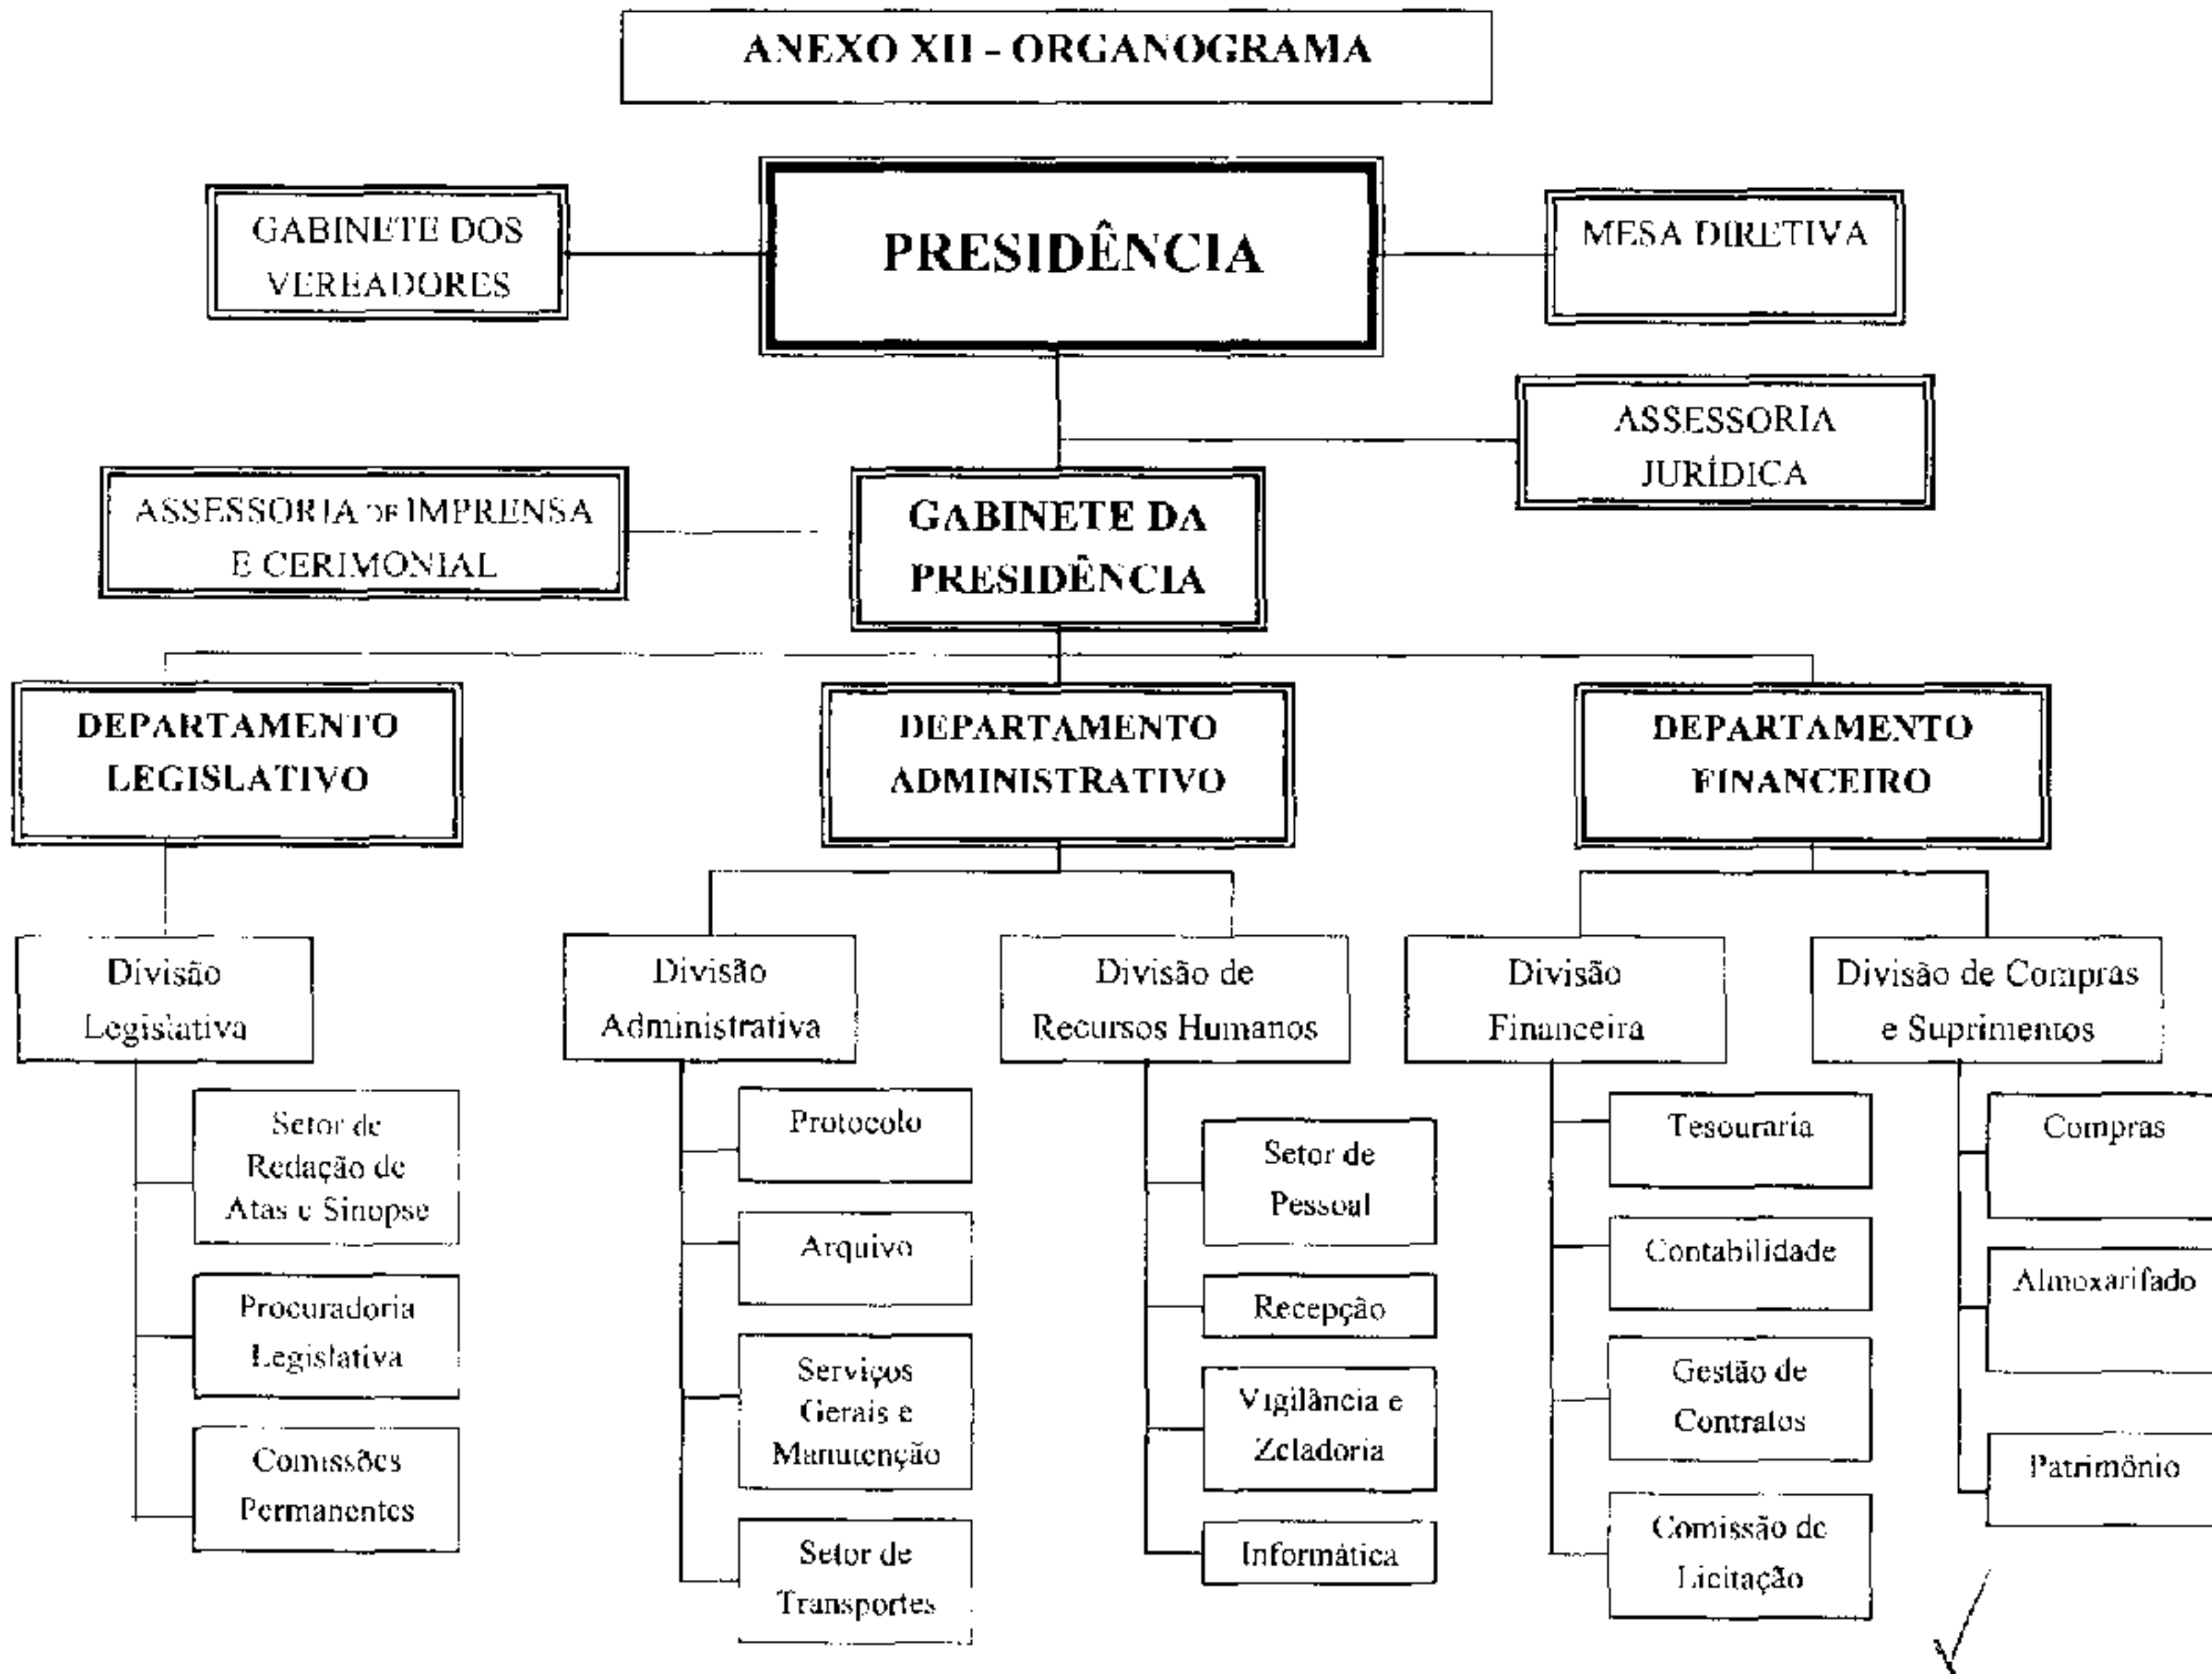 ANEXO XII - ORGANOGRAMA
GABINETE DOS
VEREADORES
PRESIDÊNCIA
MESA DIRETIVA
ASSESSORIA
JURÍDICA
ASSESSORIA DE IMPRENSA
E CERIMONIAL
GABINETE DA
PRESIDÊNCIA
DEPARTAMENTO
LEGISLATIVO
DEPARTAMENTO
ADMINISTRATIVO
DEPARTAMENTO
FINANCEIRO
Divisão
Legislativa
Divisão
Administrativa
Divisão de
Recursos Humanos
Divisão
Financeira
Divisão de Compras
e Suprimentos
Setor de
Redação de
Atas e Sinopse
Procuradoria
Legislativa
Comissões
Permanentes
Protocolo
Arquivo
Serviços
Gerais e
Manutenção
Setor de
Transportes
Setor de
Pessoal
Recepção
Vigilância e
Zeladoria
Informática
Tesouraria
Contabilidade
Gestão de
Contratos
Comissão de
Licitação
Compras
Almoxarifado
Patrimônio